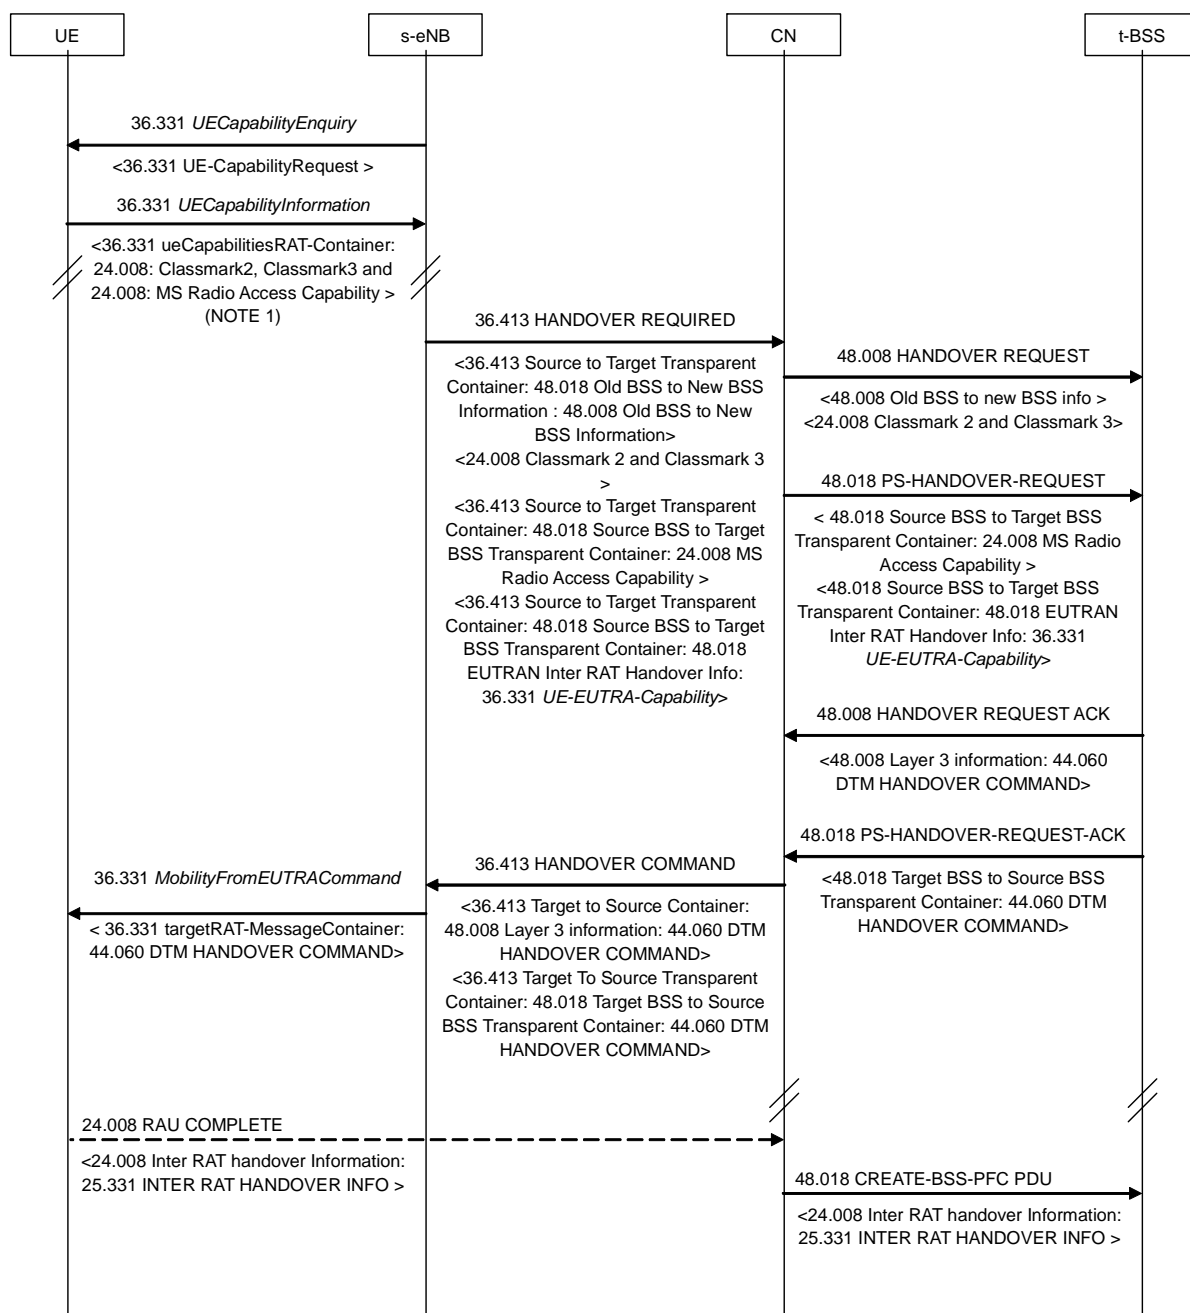 UE
s-eNB
CN
t-BSS
36.331 UECapabilityEnquiry
<36.331 UE-CapabilityRequest >
36.331 UECapabilityInformation
<36.331 ueCapabilitiesRAT-Container:
24.008: Classmark2, Classmark3 and
24.008: MS Radio Access Capability >
(NOTE 1)
36.413 HANDOVER REQUIRED
<36.413 Source to Target Transparent
Container: 48.018 Old BSS to New BSS
Information : 48.008 Old BSS to New
BSS Information>
<24.008 Classmark 2 and Classmark 3
>
<36.413 Source to Target Transparent
Container: 48.018 Source BSS to Target
BSS Transparent Container: 24.008 MS
Radio Access Capability >
<36.413 Source to Target Transparent
Container: 48.018 Source BSS to Target
BSS Transparent Container: 48.018
EUTRAN Inter RAT Handover Info:
36.331 UE-EUTRA-Capability>
48.008 HANDOVER REQUEST
<48.008 Old BSS to new BSS info >
<24.008 Classmark 2 and Classmark 3>
48.018 PS-HANDOVER-REQUEST
< 48.018 Source BSS to Target BSS
Transparent Container: 24.008 MS Radio
Access Capability >
<48.018 Source BSS to Target BSS
Transparent Container: 48.018 EUTRAN
Inter RAT Handover Info: 36.331
UE-EUTRA-Capability>
48.008 HANDOVER REQUEST ACK
<48.008 Layer 3 information: 44.060
DTM HANDOVER COMMAND>
48.018 PS-HANDOVER-REQUEST-ACK
<48.018 Target BSS to Source BSS
Transparent Container: 44.060 DTM
HANDOVER COMMAND>
36.413 HANDOVER COMMAND
<36.413 Target to Source Container:
48.008 Layer 3 information: 44.060 DTM
HANDOVER COMMAND>
<36.413 Target To Source Transparent
Container: 48.018 Target BSS to Source
BSS Transparent Container: 44.060 DTM
HANDOVER COMMAND>
36.331 MobilityFromEUTRACommand
< 36.331 targetRAT-MessageContainer:
44.060 DTM HANDOVER COMMAND>
24.008 RAU COMPLETE
<24.008 Inter RAT handover Information:
25.331 INTER RAT HANDOVER INFO >
48.018 CREATE-BSS-PFC PDU
<24.008 Inter RAT handover Information:
25.331 INTER RAT HANDOVER INFO >